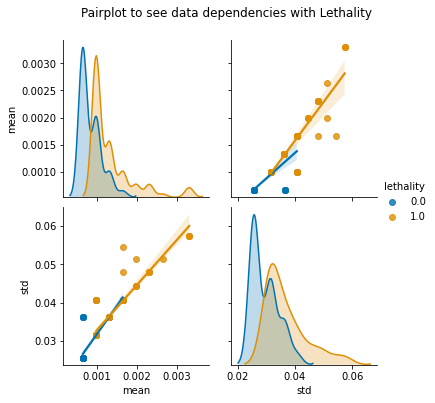 Pairplot to see data dependencies with Lethality
0.0030
0.0025
0.0020
0.0015
0.0010
mean
lethality
0.0
1.0
0.06
0.05
0.04
0.03
std
0.001 0.002 0.003
0.02 0.04 0.06
mean
std